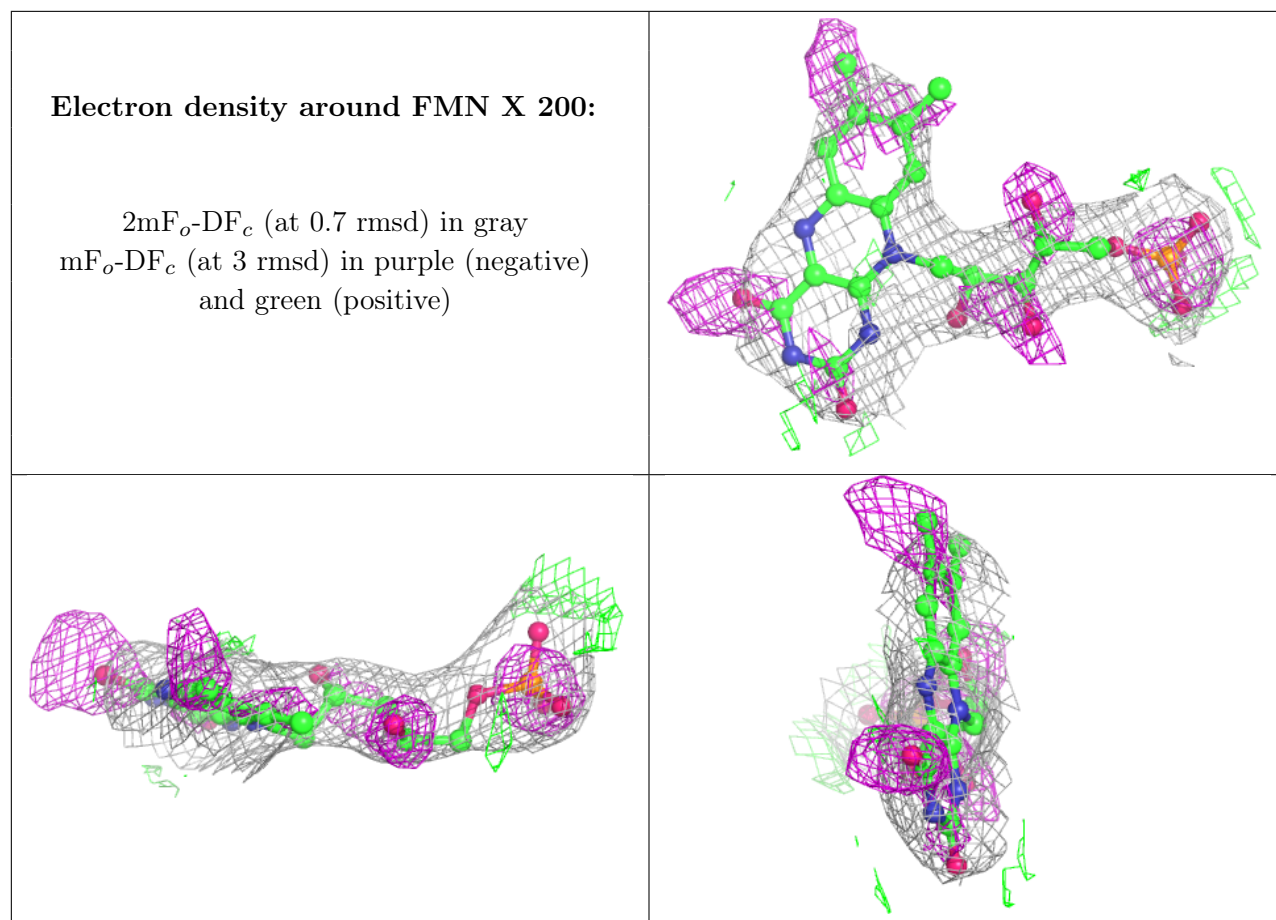 Electron density around FMN X 200:
2mFₒ-DF𝒸 (at 0.7 rmsd) in gray
mFₒ-DF𝒸 (at 3 rmsd) in purple (negative)
and green (positive)